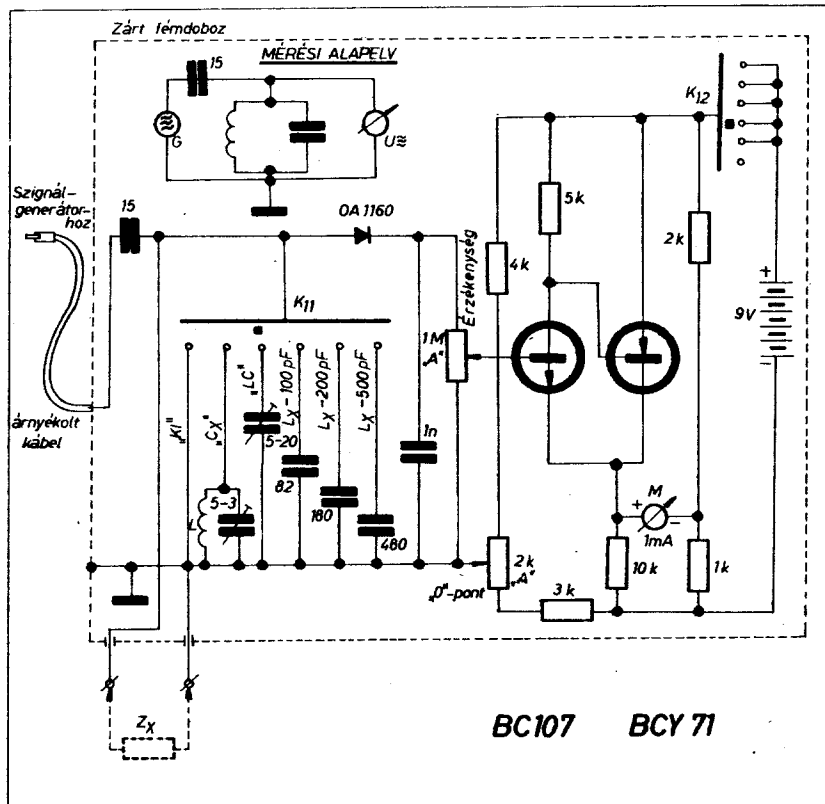 Zárt fémdoboz
MÉRÉSI ALAPELV
15
G
U≅
K12
Szignál-
generátor-
hoz
15
OA 1160
Érzékenység
5k
4k
2k
K11
1M
„A"
+
9V
-
„KI"
„CX"
„LC"
LX-100pF
LX-200pF
LX-500pF
árnyékolt
kábel
5-20
82
1n
5-3
L
180
480
M
+
-
1mA
2k
„A"
10k
1k
„0"-pont
3k
ZX
BC107
BCY 71